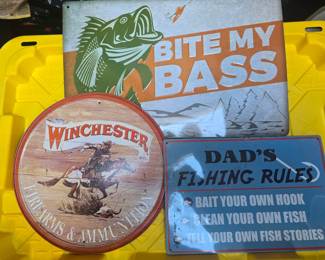 BITE MY
BASS
WINCHESTER
FIREARMS & AMMUNITION
DAD'S
FISHING RULES
BAIT YOUR OWN HOOK
CLEAN YOUR OWN FISH
TELL YOUR OWN FISH STORIES